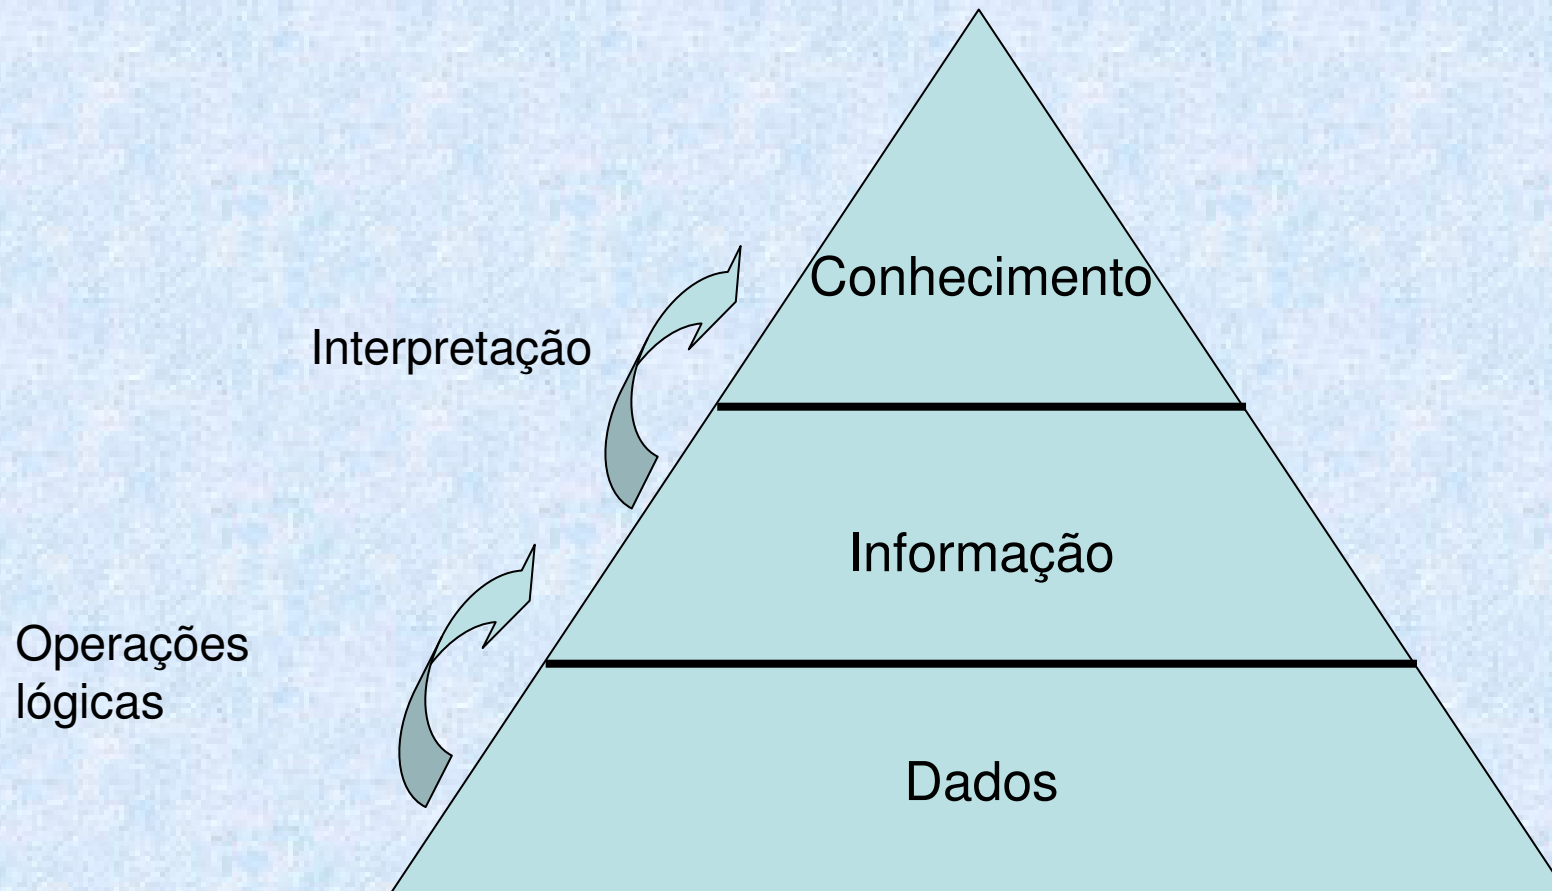 Conhecimento
Interpretação
Informação
Operações
lógicas
Dados